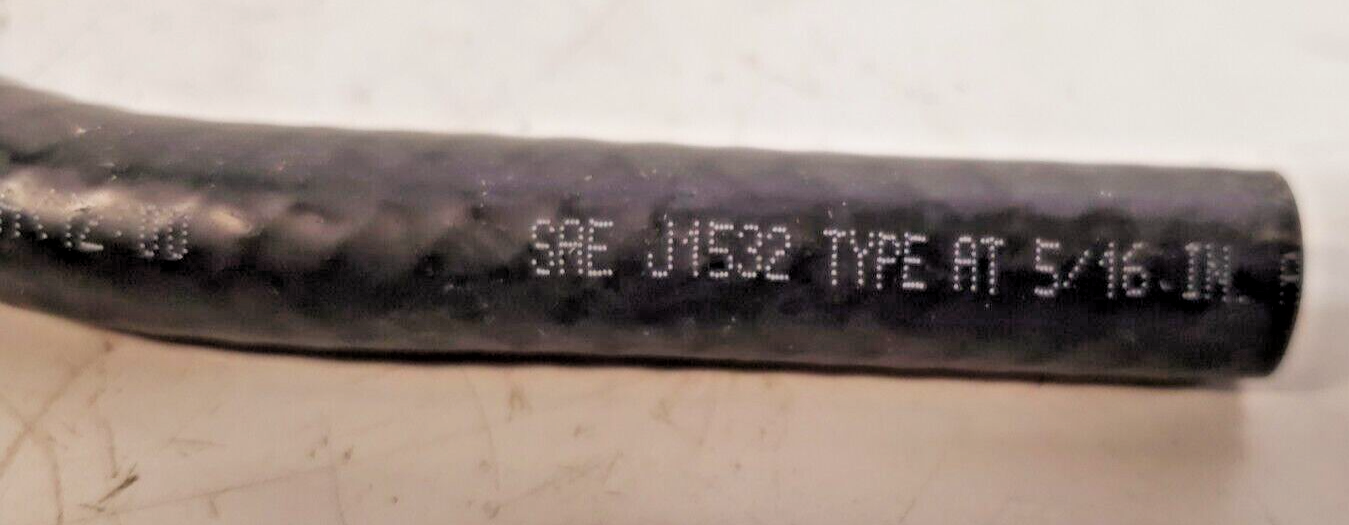 SAE J1532 TYPE AT 5/16 IN